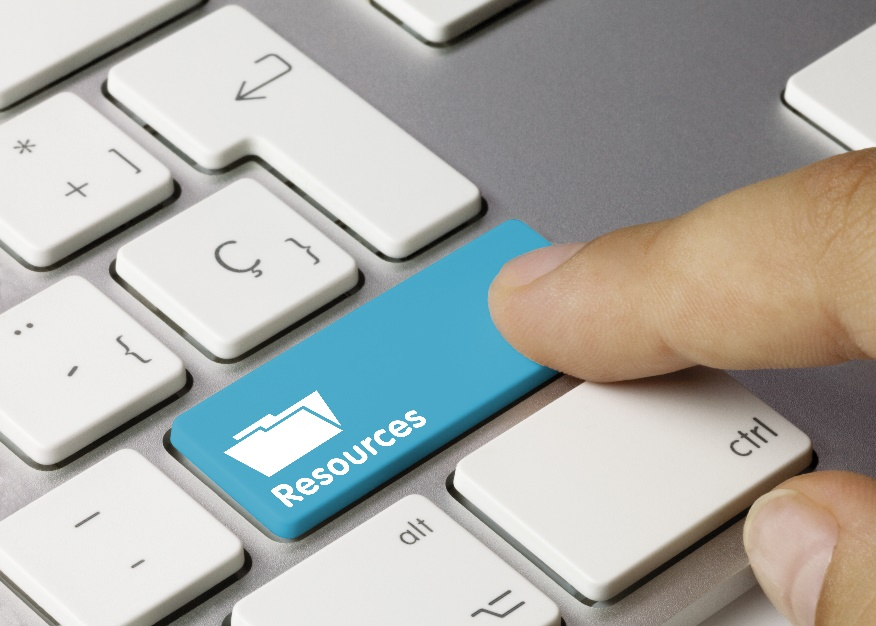 *
+ ]
Ç }
¨
´ {
Resources
ctrl
_
-
alt
⌥